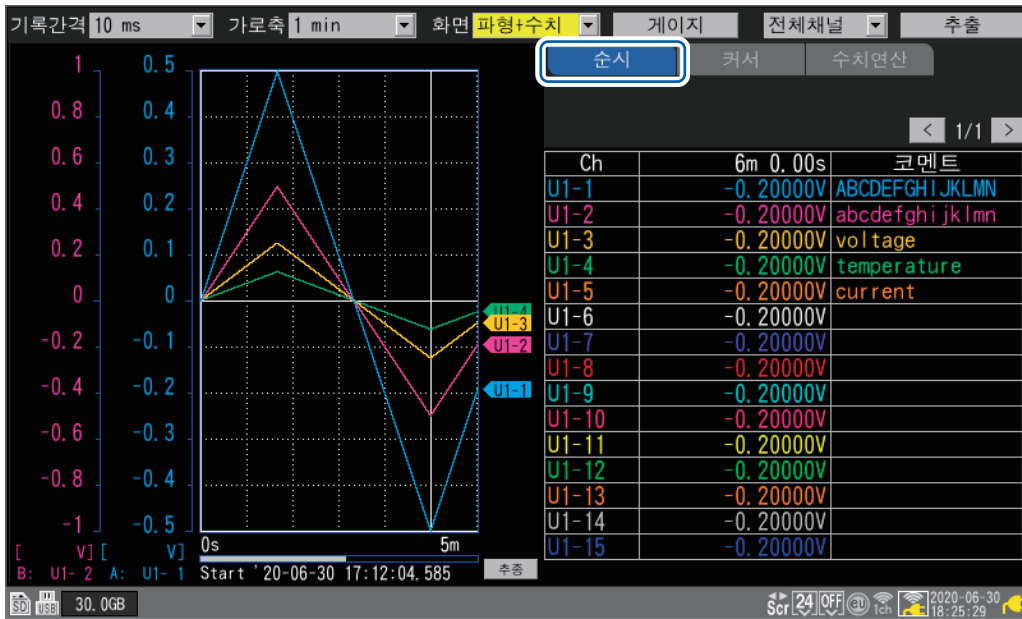 기록간격 10 ms 가로축 1 min 화면 파형+수치 게이지 전체채널 추출
순시 커서 수치연산
< 1/1 >
1 0.5
0.8 0.4
0.6 0.3
0.4 0.2
0.2 0.1
0 0
-0.2 -0.1
-0.4 -0.2
-0.6 -0.3
-0.8 -0.4
-1 -0.5
[ V] [ V]
B: U1- 2 A: U1- 1
U1-4
U1-3
U1-2
U1-1
0s 5m
Start '20-06-30 17:12:04.585 추종
Ch 6m 0.00s 코멘트
U1-1 -0.20000V ABCDEFGHIJKLMN
U1-2 -0.20000V abcdefghijklmn
U1-3 -0.20000V voltage
U1-4 -0.20000V temperature
U1-5 -0.20000V current
U1-6 -0.20000V
U1-7 -0.20000V
U1-8 -0.20000V
U1-9 -0.20000V
U1-10 -0.20000V
U1-11 -0.20000V
U1-12 -0.20000V
U1-13 -0.20000V
U1-14 -0.20000V
U1-15 -0.20000V
SD USB 30.0GB Scr 24 OFF au 1ch 2020-06-30
18:25:29